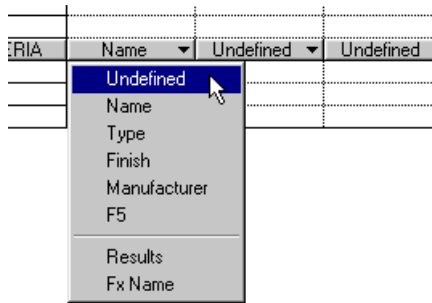 ERIA Name Undefined Undefined
Undefined
Name
Type
Finish
Manufacturer
F5
Results
Fx Name